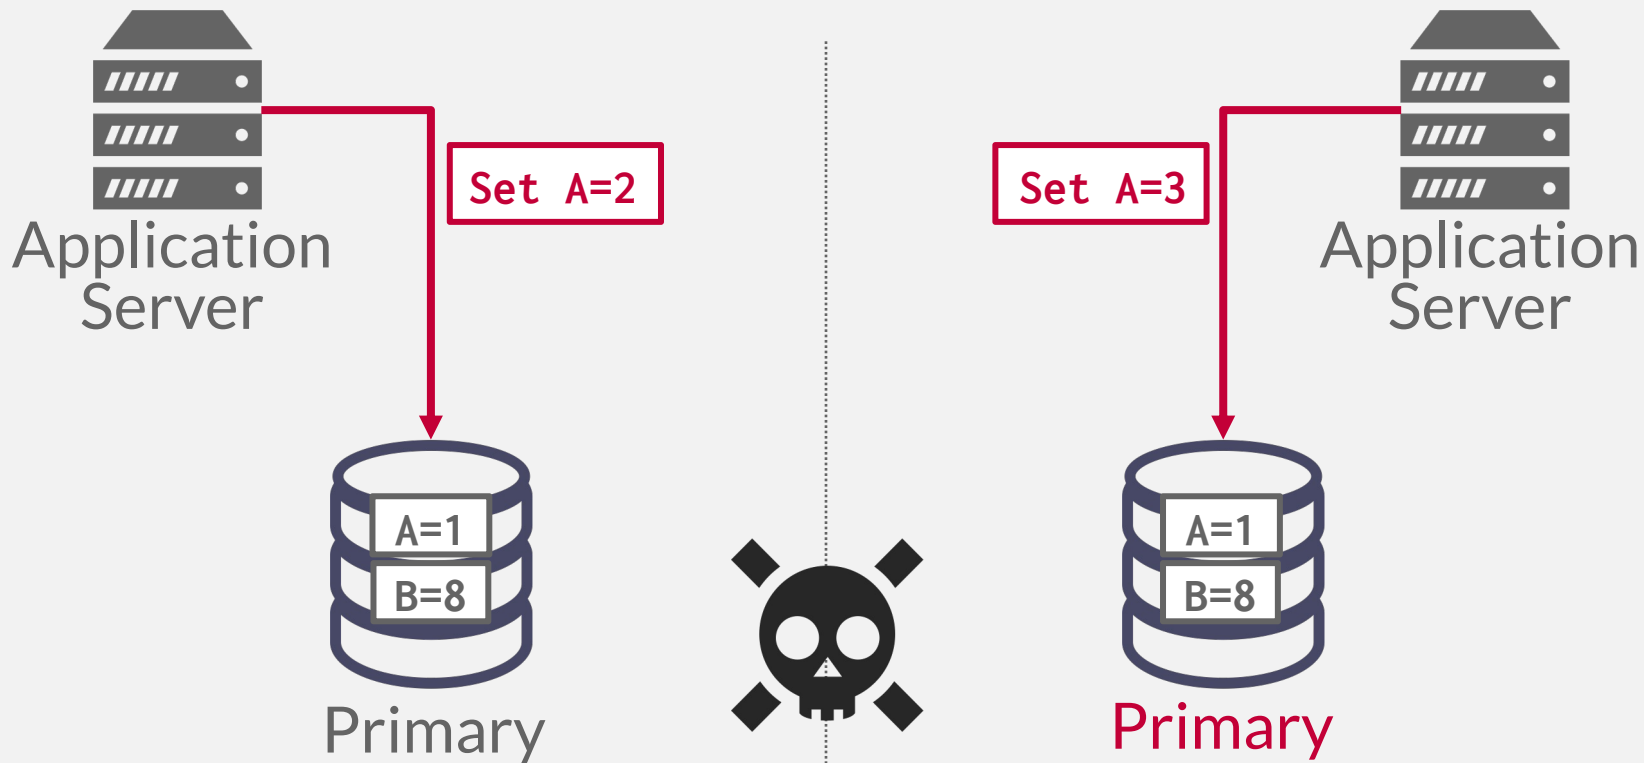 Application
Server
Set A=2
A=1
B=8
Primary
Set A=3
Application
Server
A=1
B=8
Primary